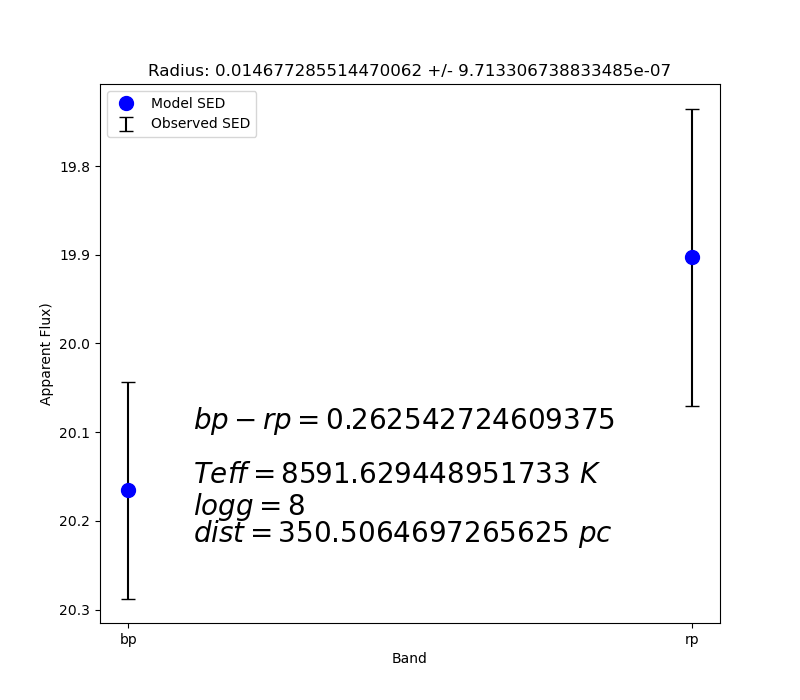 Radius: 0.014677285514470062 +/- 9.713306738833485e-07
Model SED
Observed SED
19.8
19.9
20.0
20.1
20.2
20.3
Apparent Flux)
bp − rp = 0.262542724609375
Teff = 8591.629448951733 K
logg = 8
dist = 350.5064697265625 pc
bp
rp
Band